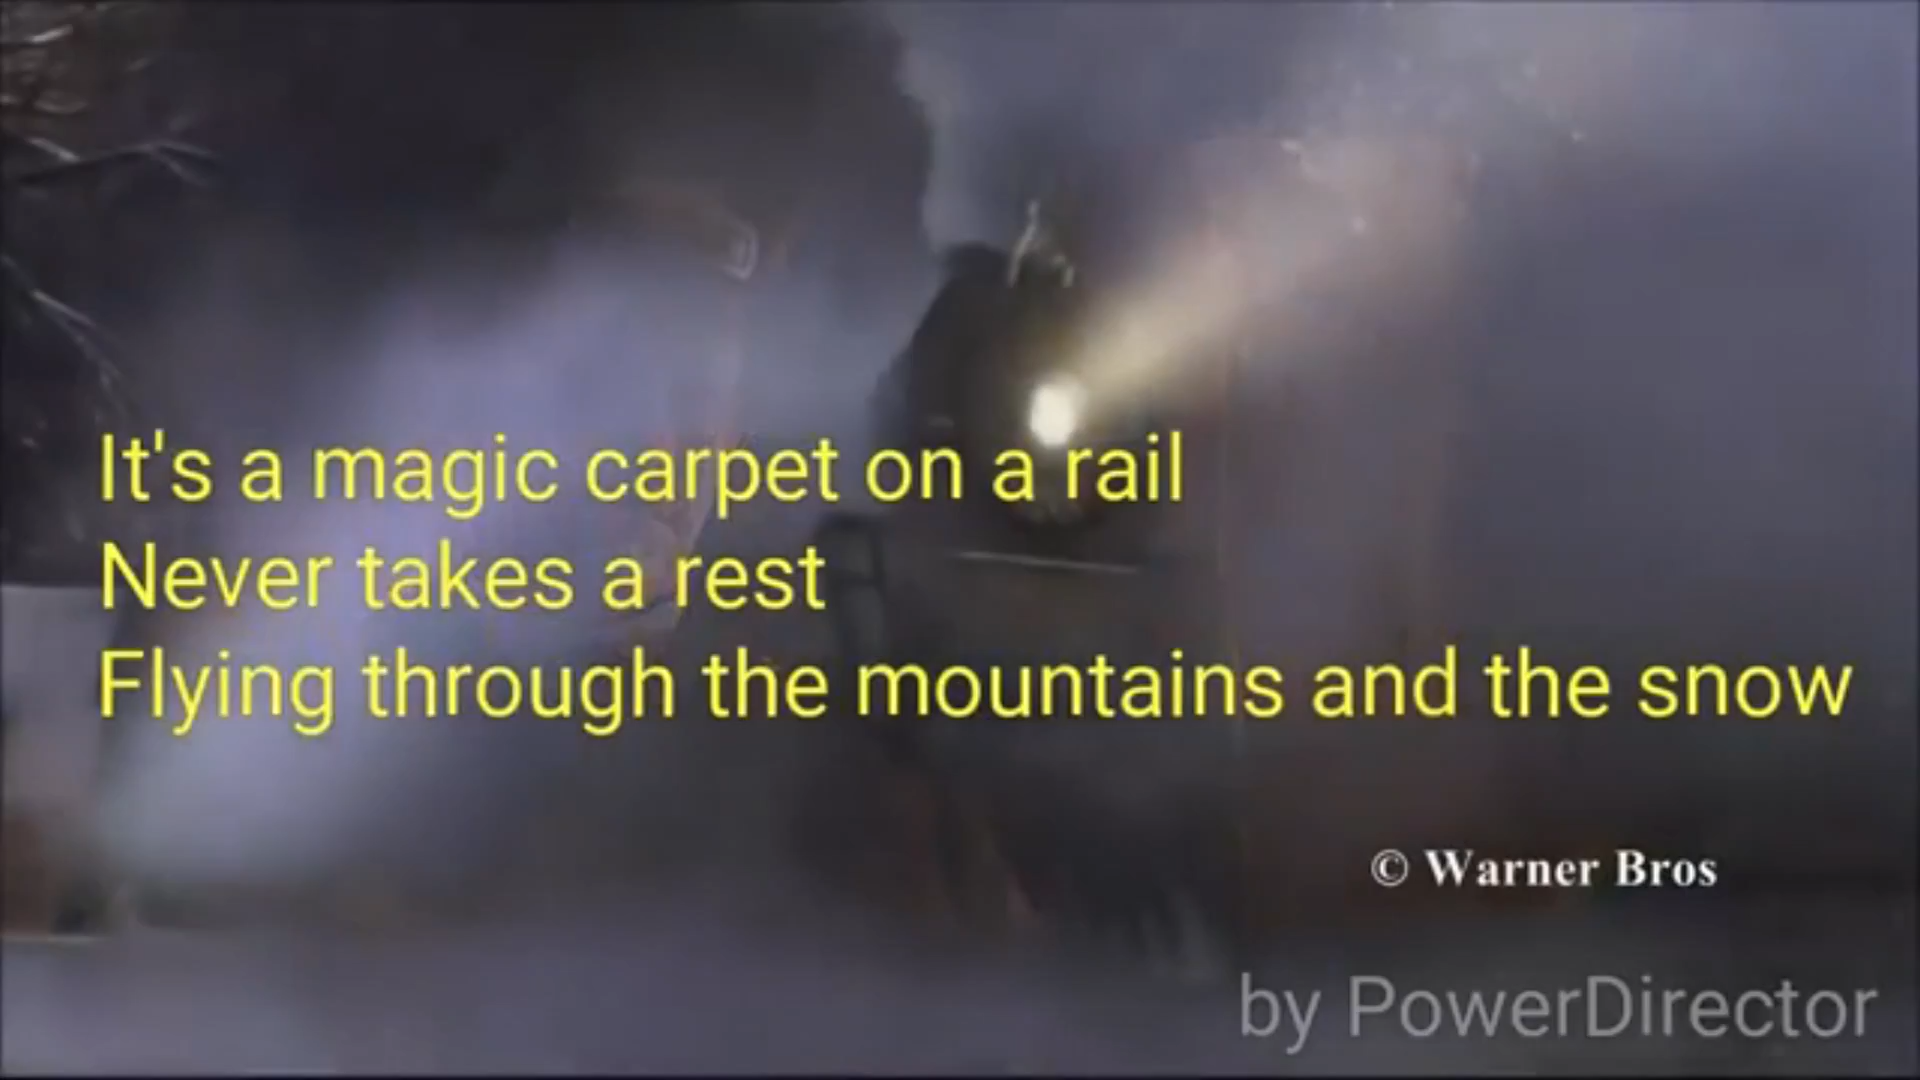 It's a magic carpet on a rail
Never takes a rest
Flying through the mountains and the snow
© Warner Bros
by PowerDirector